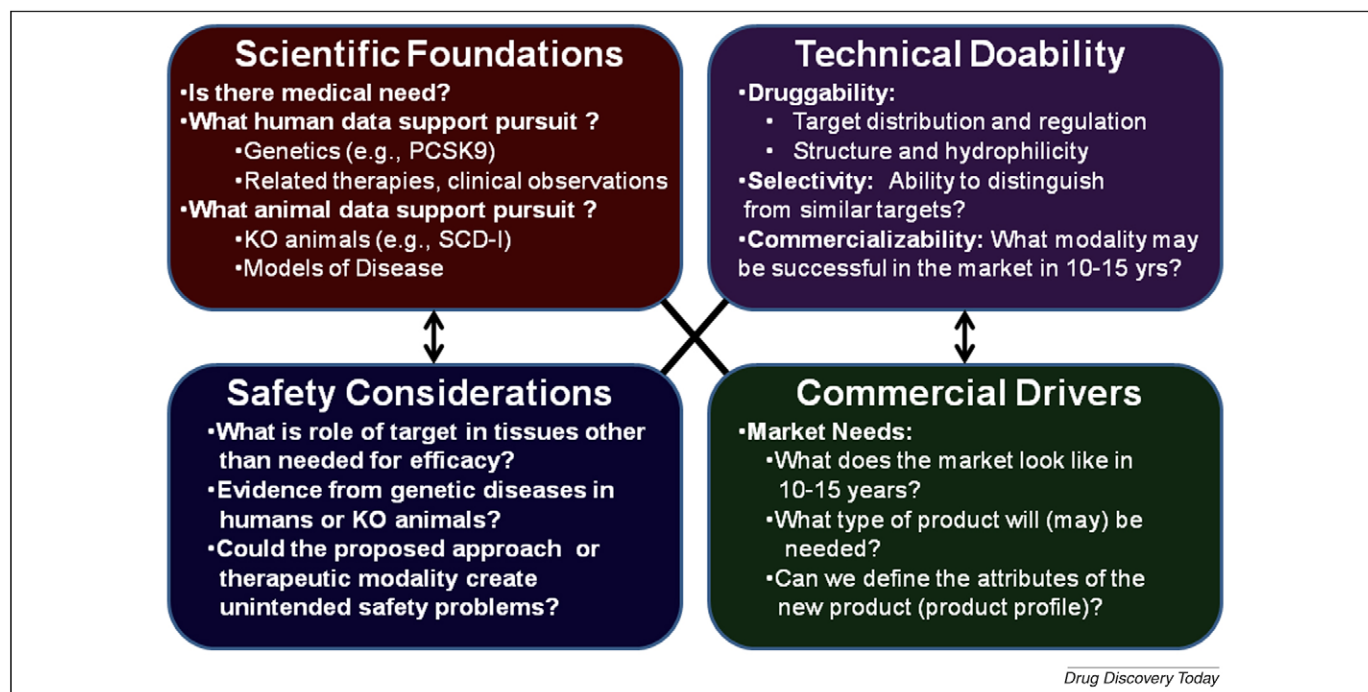 Scientific Foundations
•Is there medical need?
•What human data support pursuit ?
•Genetics (e.g., PCSK9)
•Related therapies, clinical observations
•What animal data support pursuit ?
•KO animals (e.g., SCD-I)
•Models of Disease
Technical Doability
•Druggability:
• Target distribution and regulation
• Structure and hydrophilicity
•Selectivity: Ability to distinguish
from similar targets?
•Commercializability: What modality may
be successful in the market in 10-15 yrs?
Safety Considerations
•What is role of target in tissues other
than needed for efficacy?
•Evidence from genetic diseases in
humans or KO animals?
•Could the proposed approach or
therapeutic modality create
unintended safety problems?
Commercial Drivers
•Market Needs:
•What does the market look like in
10-15 years?
•What type of product will (may) be
needed?
•Can we define the attributes of the
new product (product profile)?
Drug Discovery Today